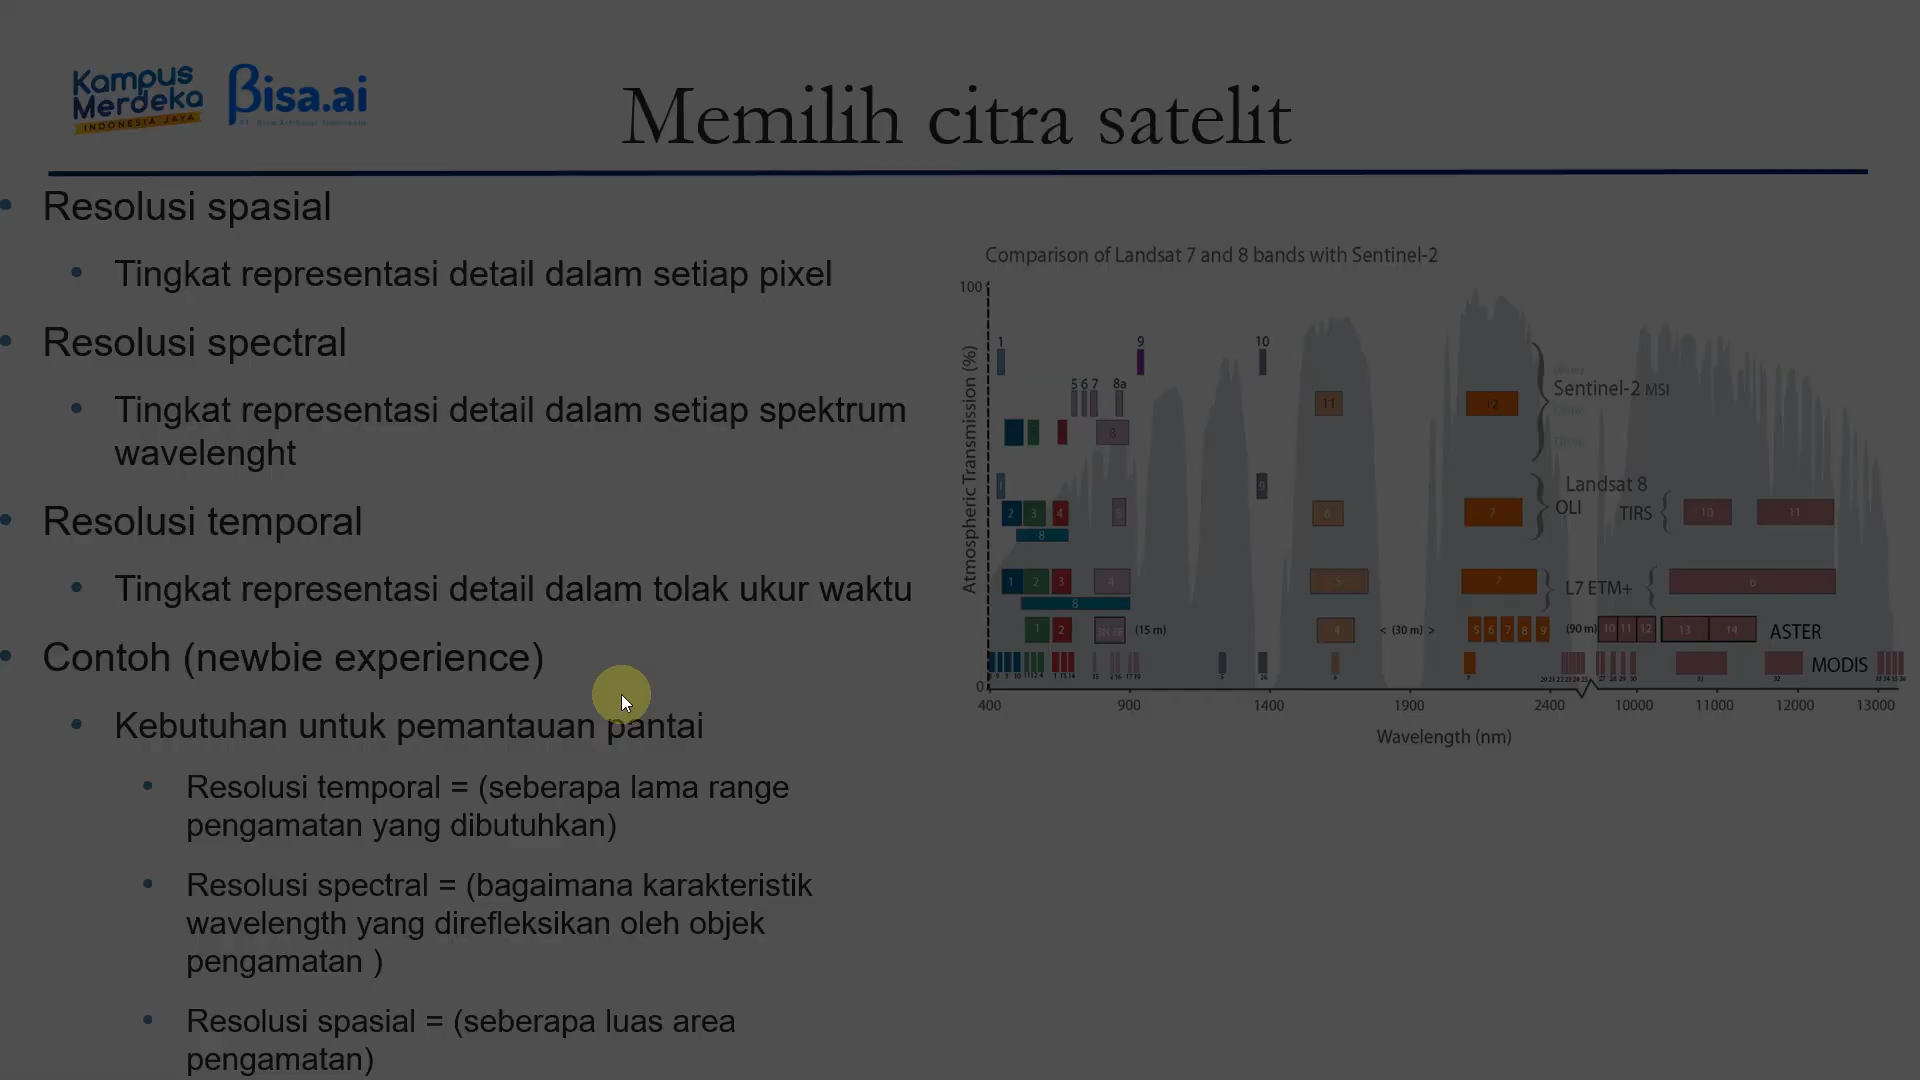 Kampus
Merdeka
INDONESIA JAYA
βisa.ai
Memilih citra satelit
• Resolusi spasial
• Tingkat representasi detail dalam setiap pixel
• Resolusi spectral
• Tingkat representasi detail dalam setiap spektrum
wavelenght
• Resolusi temporal
• Tingkat representasi detail dalam tolak ukur waktu
• Contoh (newbie experience)
• Kebutuhan untuk pemantauan pantai
• Resolusi temporal = (seberapa lama range
pengamatan yang dibutuhkan)
• Resolusi spectral = (bagaimana karakteristik
wavelength yang direfleksikan oleh objek
pengamatan )
• Resolusi spasial = (seberapa luas area
pengamatan)
Comparison of Landsat 7 and 8 bands with Sentinel-2
Atmospheric Transmission (%)
100
0
1 9 10
5 6 7 8a
8 11 12
Sentinel-2 MSI
1 9
2 3 4 5 6 7
8
Landsat 8
OLI TIRS 10 11
1 2 3 4 5 7 L7 ETM+ 6
8
1 2 (15 m) 4 < (30 m) > 5 6 7 8 9 (90 m) 10 11 12 13 14 ASTER
MODIS
400 900 1400 1900 2400 10000 11000 12000 13000
Wavelength (nm)